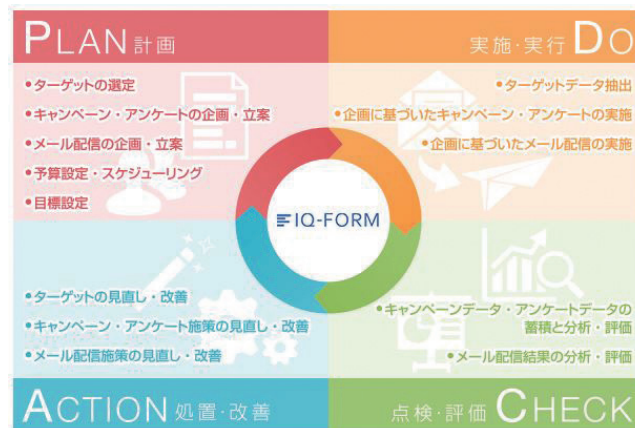 PLAN 計画
・ターゲットの選定
・キャンペーン・アンケートの企画・立案
・メール配信の企画・立案
・予算設定・スケジューリング
・目標設定
実施・実行 DO
・ターゲットデータ抽出
・企画に基づいたキャンペーン・アンケートの実施
・企画に基づいたメール配信の実施
IQ-FORM
・ターゲットの見直し・改善
・キャンペーン・アンケート施策の見直し・改善
・メール配信施策の見直し・改善
ACTION 処置・改善
・キャンペーンデータ・アンケートデータの
蓄積と分析・評価
・メール配信結果の分析・評価
点検・評価 CHECK